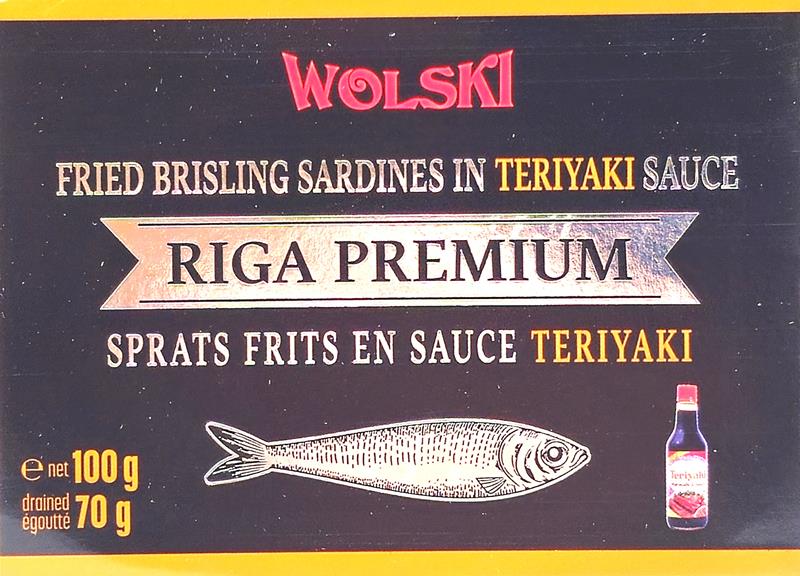 WOLSKI
FRIED BRISLING SARDINES IN TERIYAKI SAUCE
RIGA PREMIUM
SPRATS FRITS EN SAUCE TERIYAKI
Teriyaki
℮ net 100 g
drained
égoutté 70 g